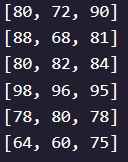 [80, 72, 90]
[88, 68, 81]
[80, 82, 84]
[98, 96, 95]
[78, 80, 78]
[64, 60, 75]